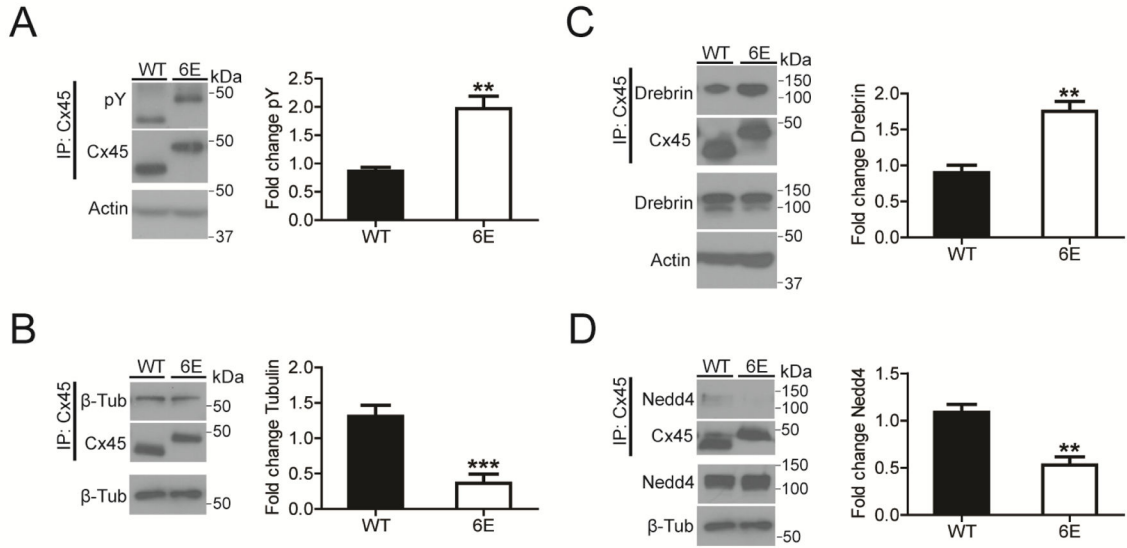 A
WT 6E kDa
IP: Cx45
pY
-50
Cx45
-50
-50
Actin
-37
Fold change pY
2.5
2.0
1.5
1.0
0.5
0.0
**
WT 6E
C
WT 6E kDa
IP: Cx45
Drebrin
-150
-100
-50
Cx45
Drebrin
-150
-100
-50
Actin
-37
Fold change Drebrin
2.0
1.5
1.0
0.5
0.0
**
WT 6E
B
WT 6E kDa
IP: Cx45
β-Tub
-50
Cx45
-50
β-Tub
-50
Fold change Tubulin
2.0
1.5
1.0
0.5
0.0
***
WT 6E
D
WT 6E kDa
IP: Cx45
Nedd4
-150
-100
Cx45
-50
Nedd4
-150
-100
β-Tub
-50
Fold change Nedd4
1.5
1.0
0.5
0.0
**
WT 6E